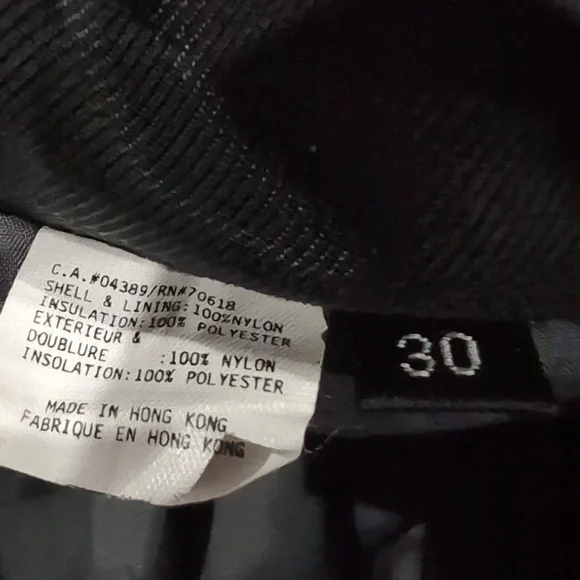 C.A.#04389/RN#70618
SHELL & LINING:100%NYLON
INSULATION:100% POLYESTER
EXTERIEUR &
DOUBLURE :100% NYLON
INSOLATION:100% POLYESTER
MADE IN HONG KONG
FABRIQUE EN HONG KONG
30